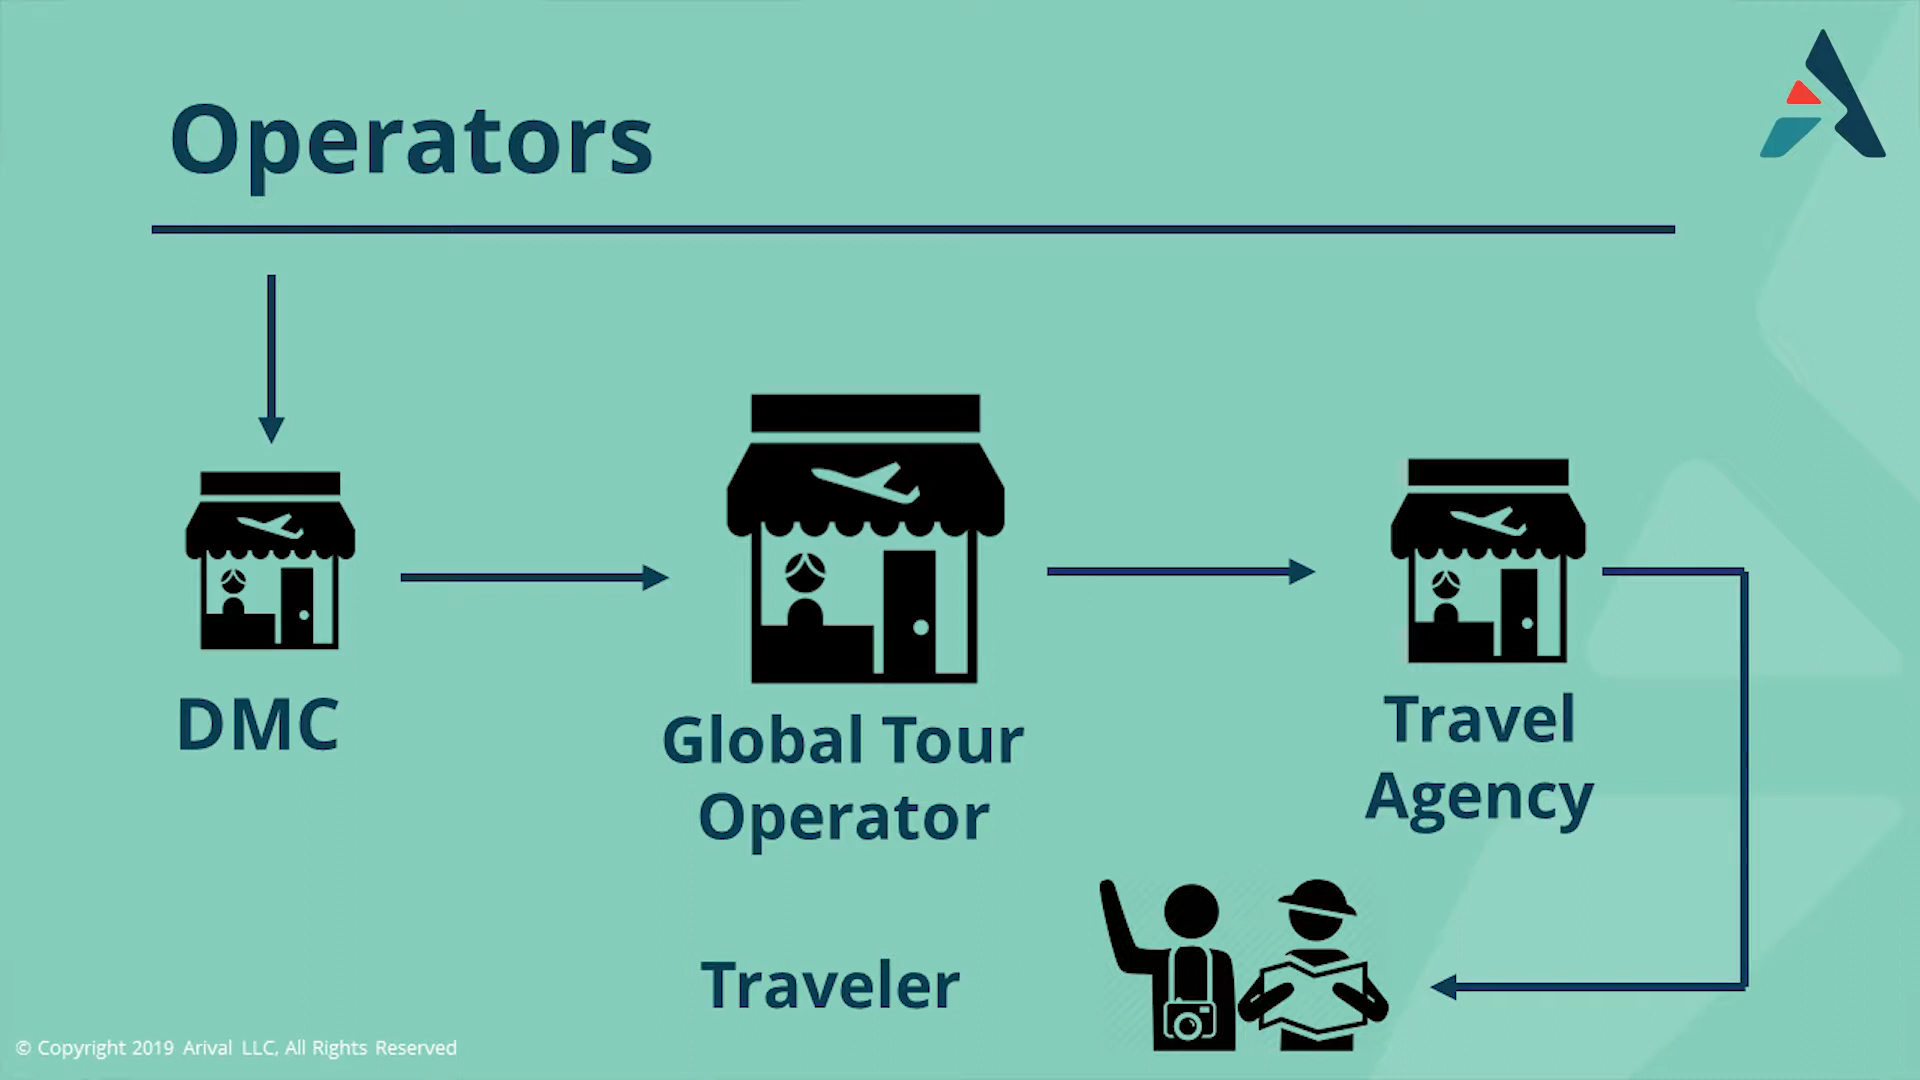 Operators
DMC
Global Tour
Operator
Travel
Agency
Traveler
© Copyright 2019 Arival LLC, All Rights Reserved